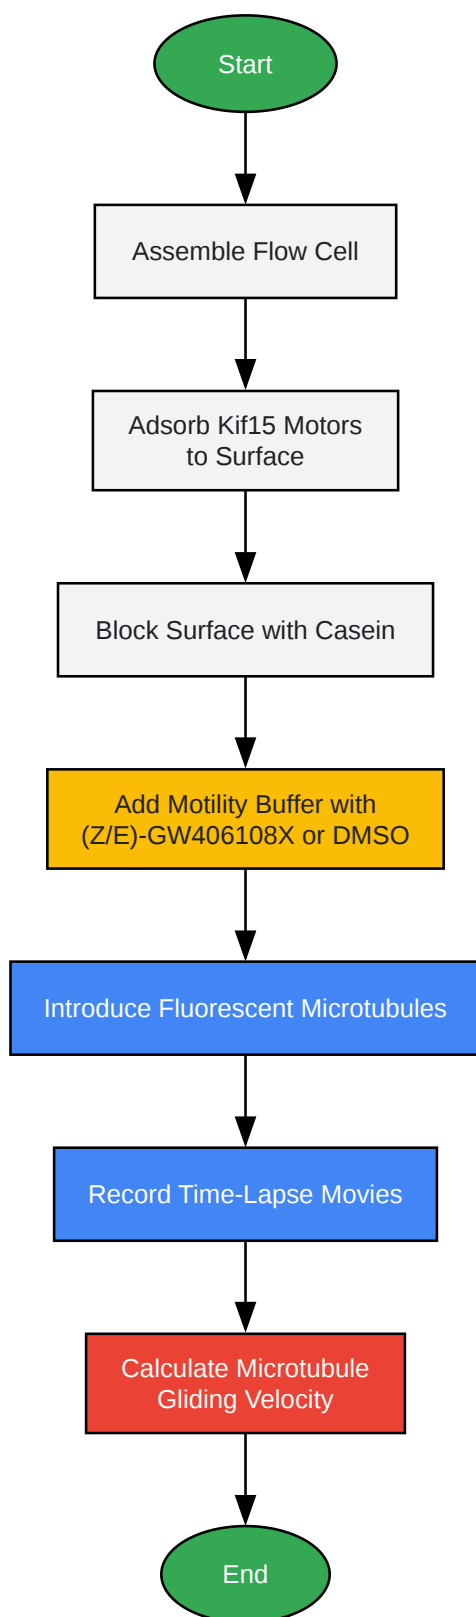 Start
Assemble Flow Cell
Adsorb Kif15 Motors
to Surface
Block Surface with Casein
Add Motility Buffer with
(Z/E)-GW406108X or DMSO
Introduce Fluorescent Microtubules
Record Time-Lapse Movies
Calculate Microtubule
Gliding Velocity
End